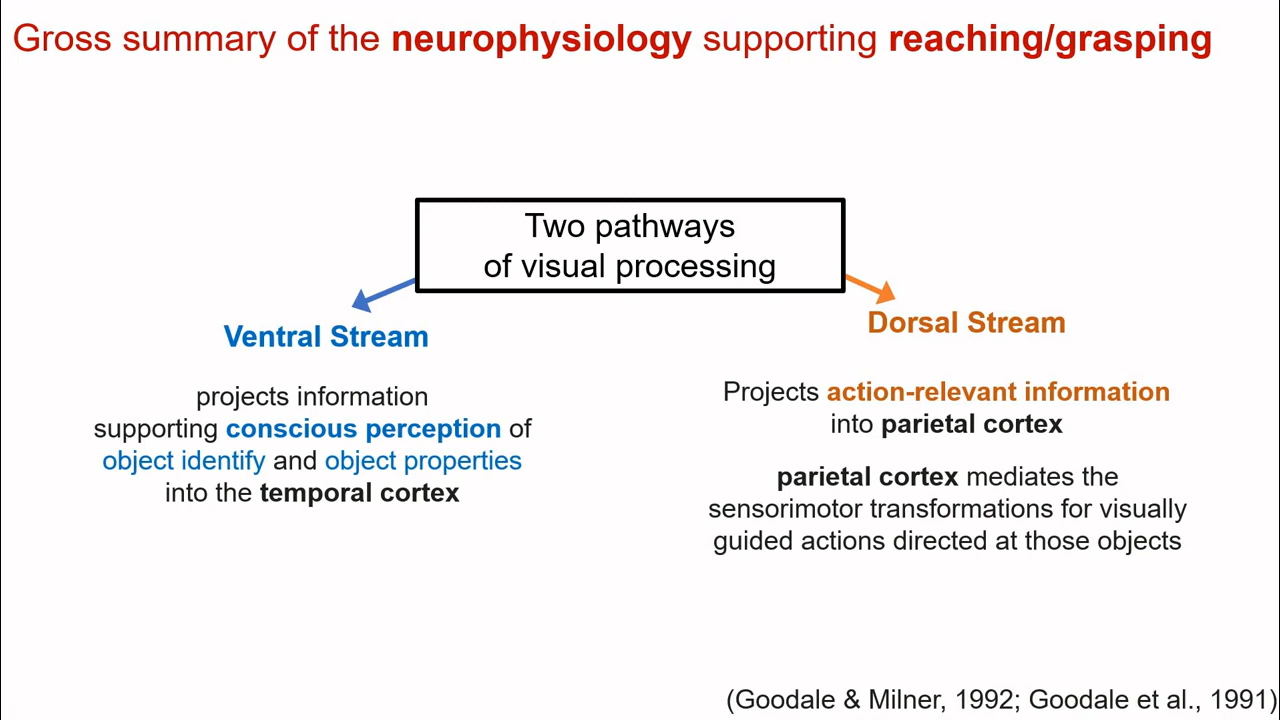 Gross summary of the neurophysiology supporting reaching/grasping
Two pathways
of visual processing
Ventral Stream
projects information
supporting conscious perception of
object identify and object properties
into the temporal cortex
Dorsal Stream
Projects action-relevant information
into parietal cortex
parietal cortex mediates the
sensorimotor transformations for visually
guided actions directed at those objects
(Goodale & Milner, 1992; Goodale et al., 1991)